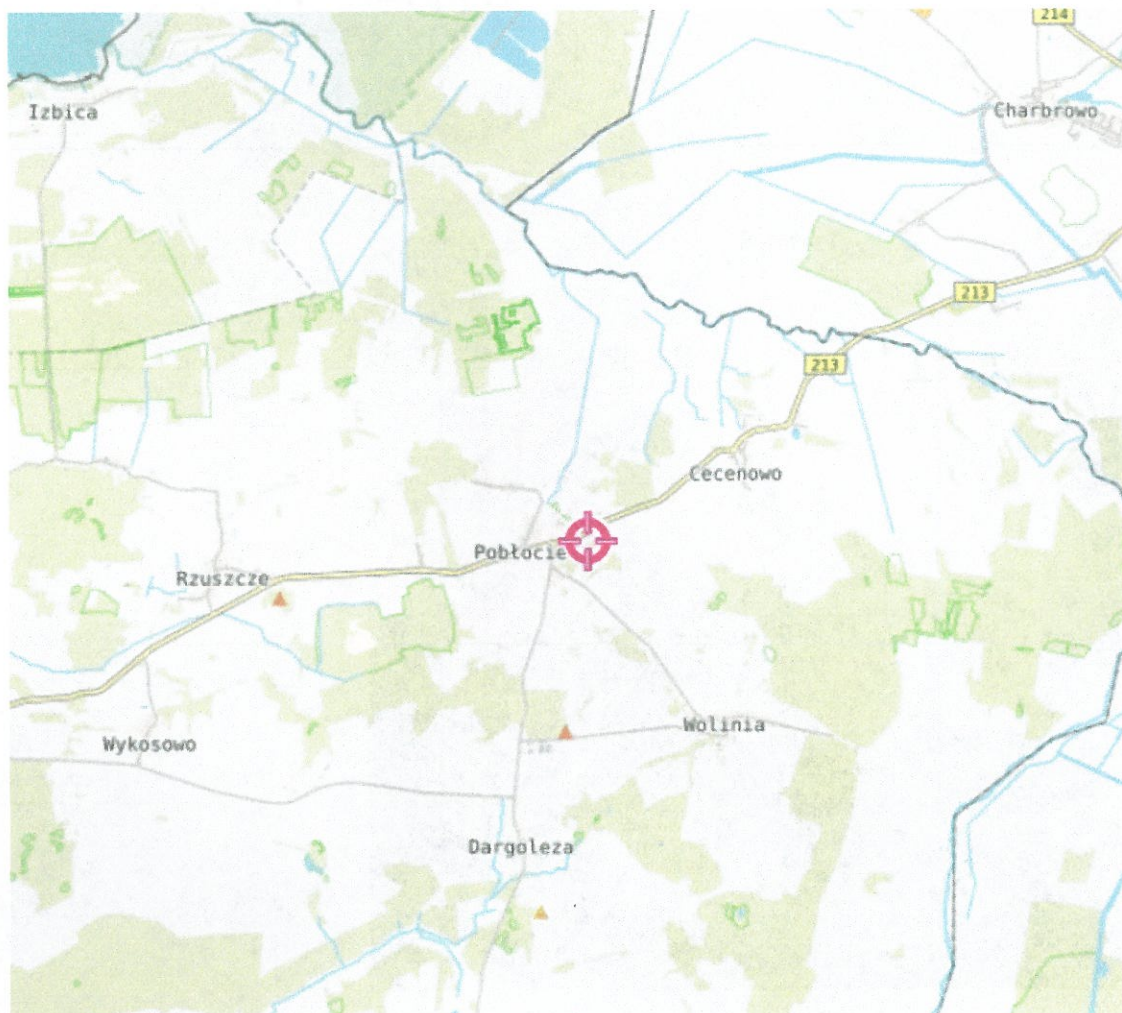 214
Izbica
Charbrowo
213
213
Cecenowo
Pobłocie
Rzuszcze
Wolinia
Wykosowo
Dargoleza